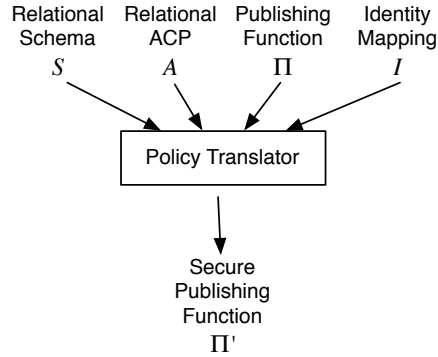 Relational Relational Publishing Identity
Schema ACP Function Mapping
S A Π I
Policy Translator
Secure
Publishing
Function
Π'